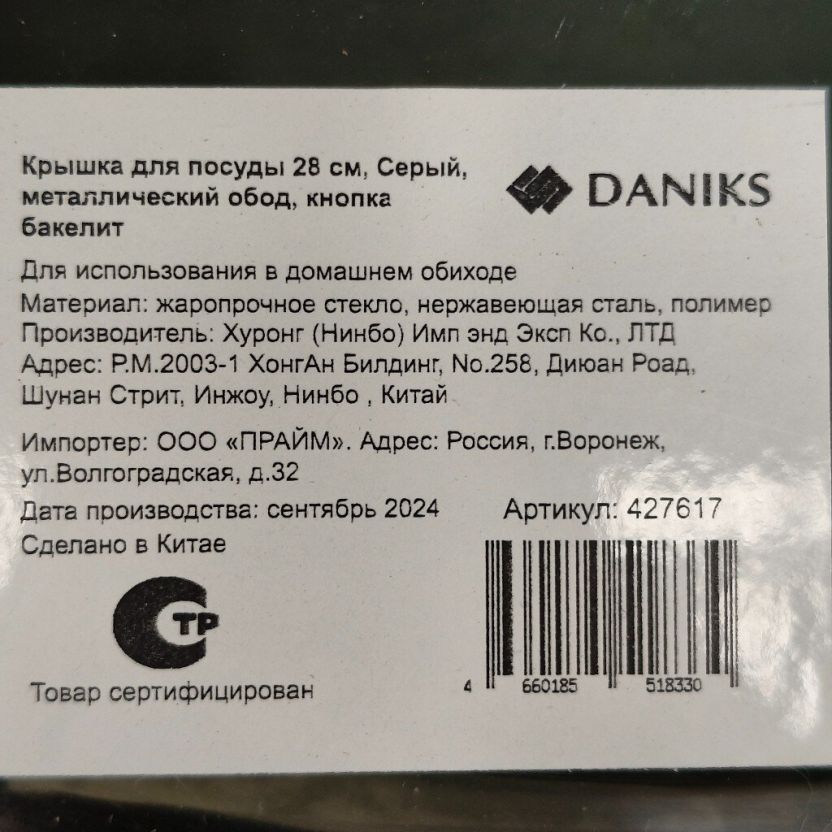 Крышка для посуды 28 см, Серый,
металлический обод, кнопка
бакелит
DANIKS
Для использования в домашнем обиходе
Материал: жаропрочное стекло, нержавеющая сталь, полимер
Производитель: Хуронг (Нинбо) Имп энд Эксп Ко., ЛТД
Адрес: Р.М.2003-1 ХонгАн Билдинг, No.258, Диюан Роад,
Шунан Стрит, Инжоу, Нинбо , Китай
Импортер: ООО «ПРАЙМ». Адрес: Россия, г.Воронеж,
ул.Волгоградская, д.32
Дата производства: сентябрь 2024
Артикул: 427617
Сделано в Китае
ТР
Товар сертифицирован
4 660185 518330